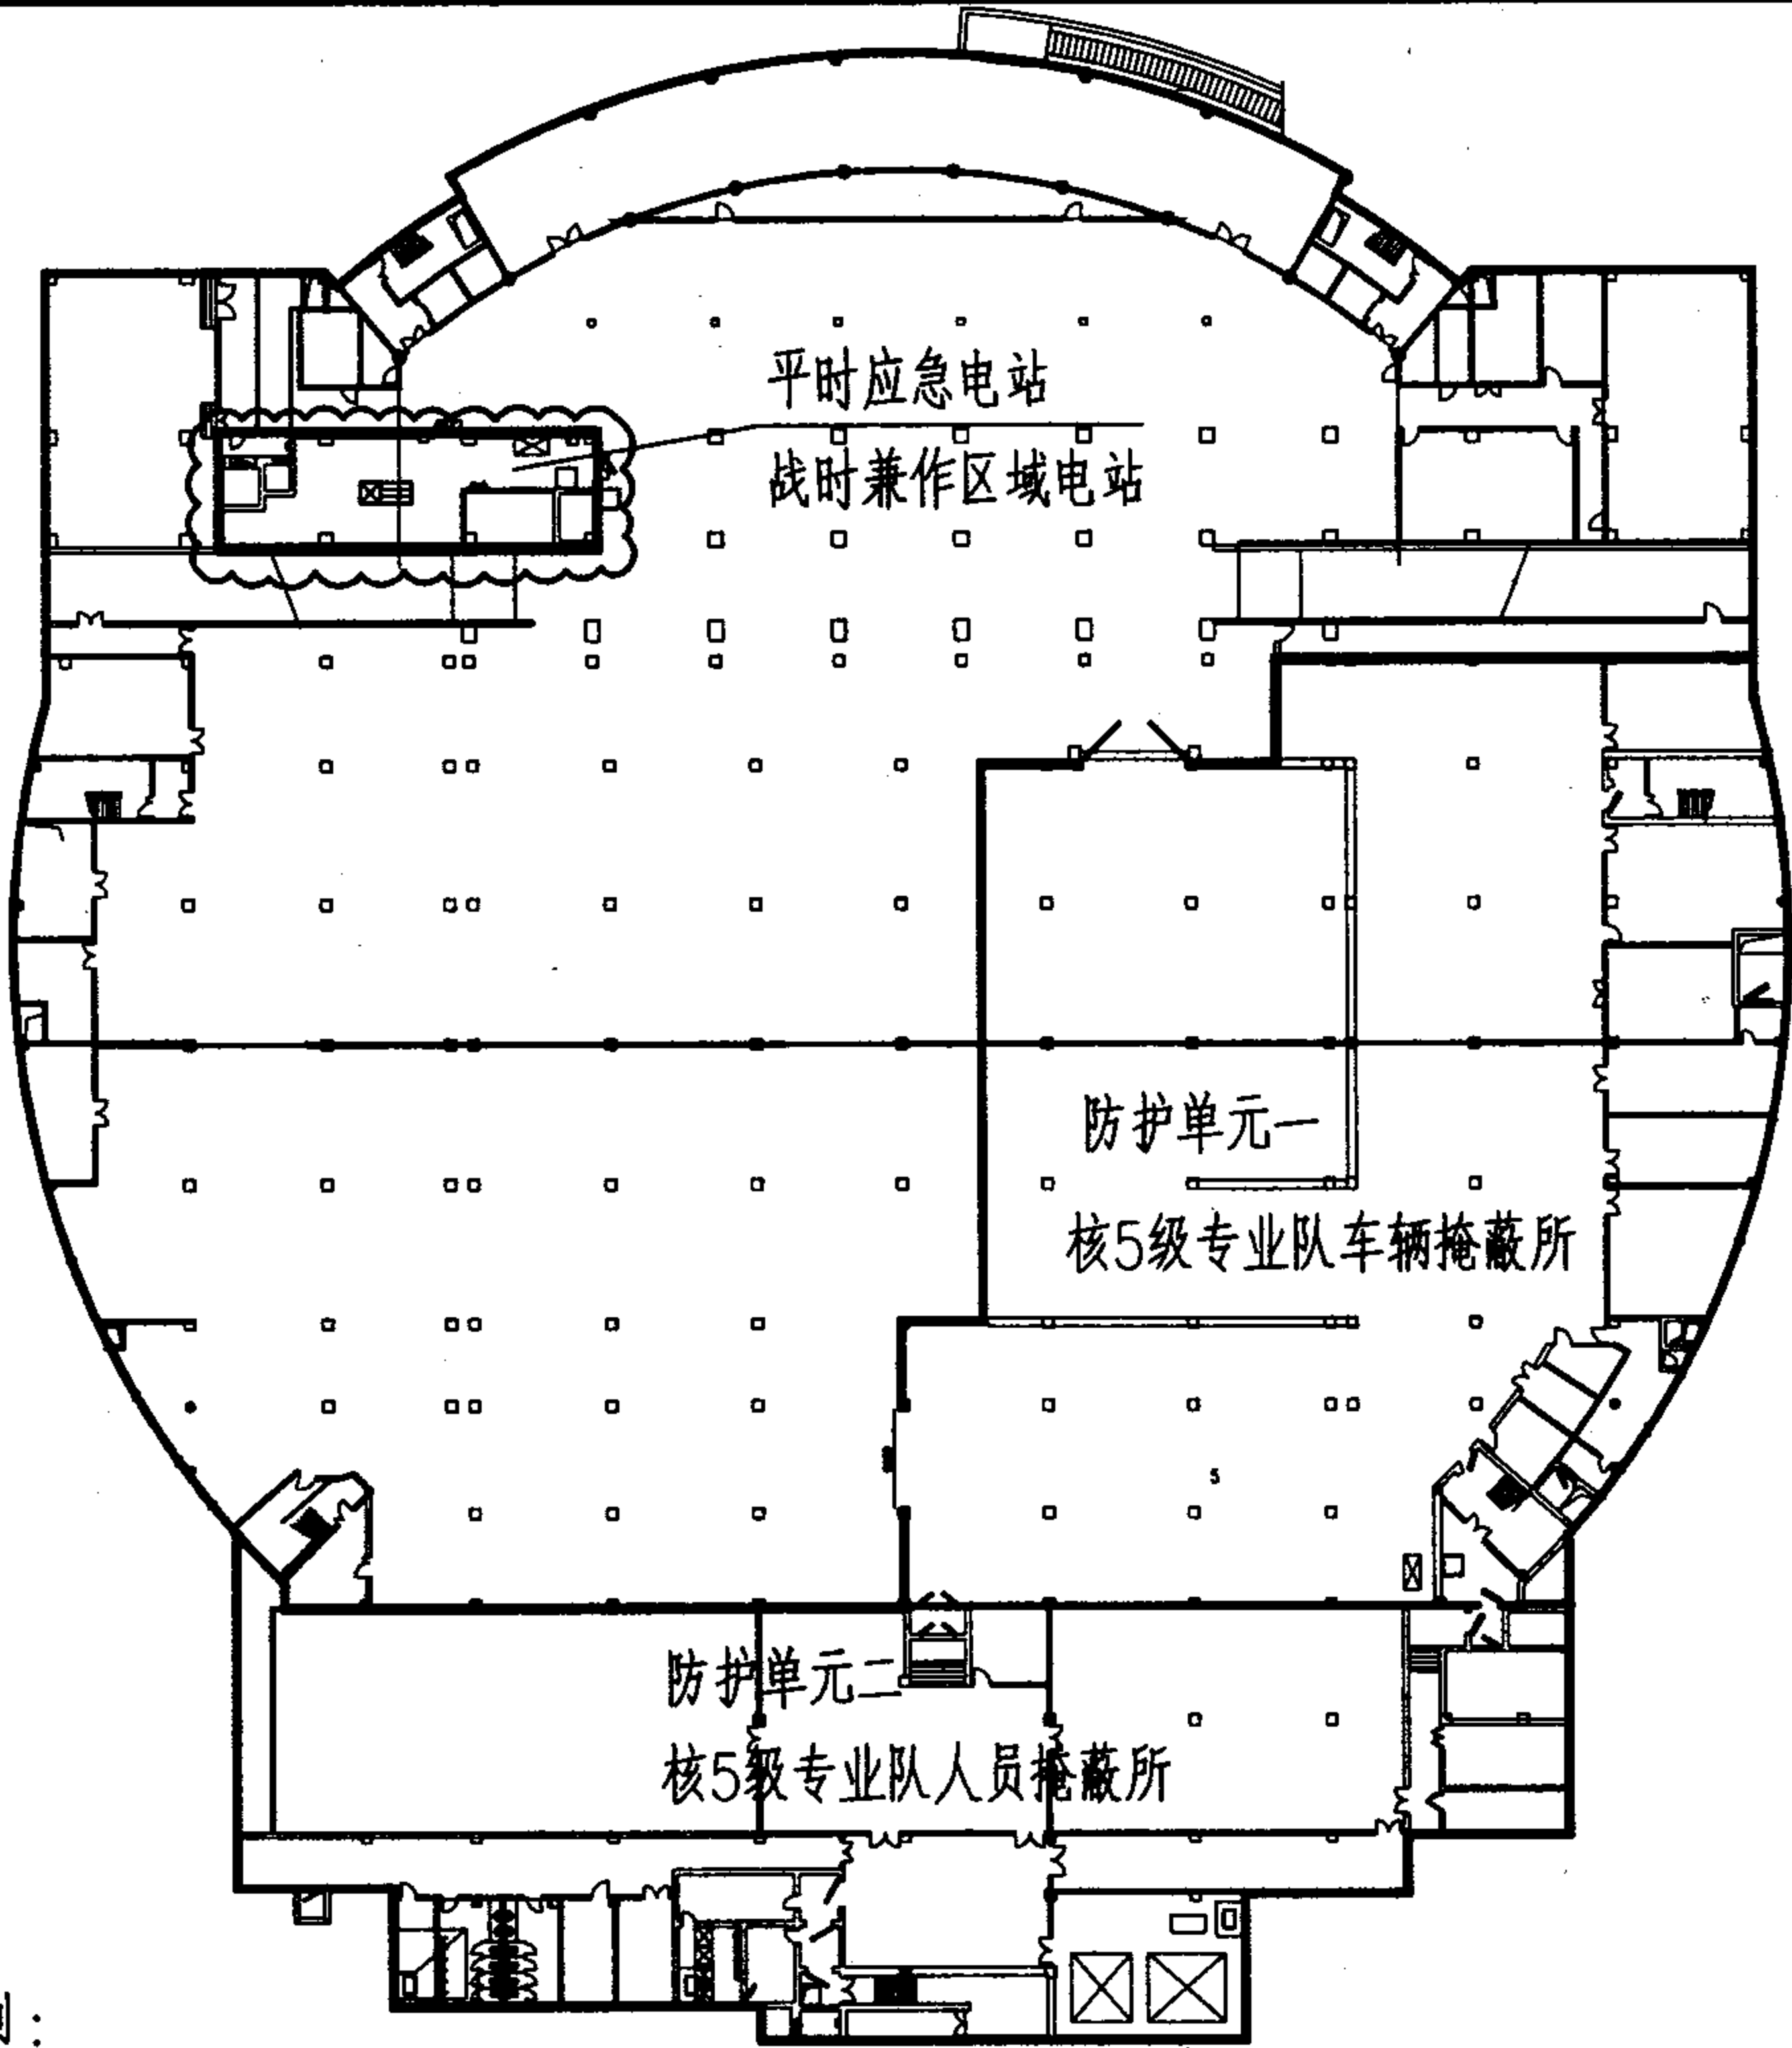 平时应急电站
战时兼作区域电站
防护单元一
核5级专业队车辆掩蔽所
5
防护单元二
核5级专业队人员掩蔽所